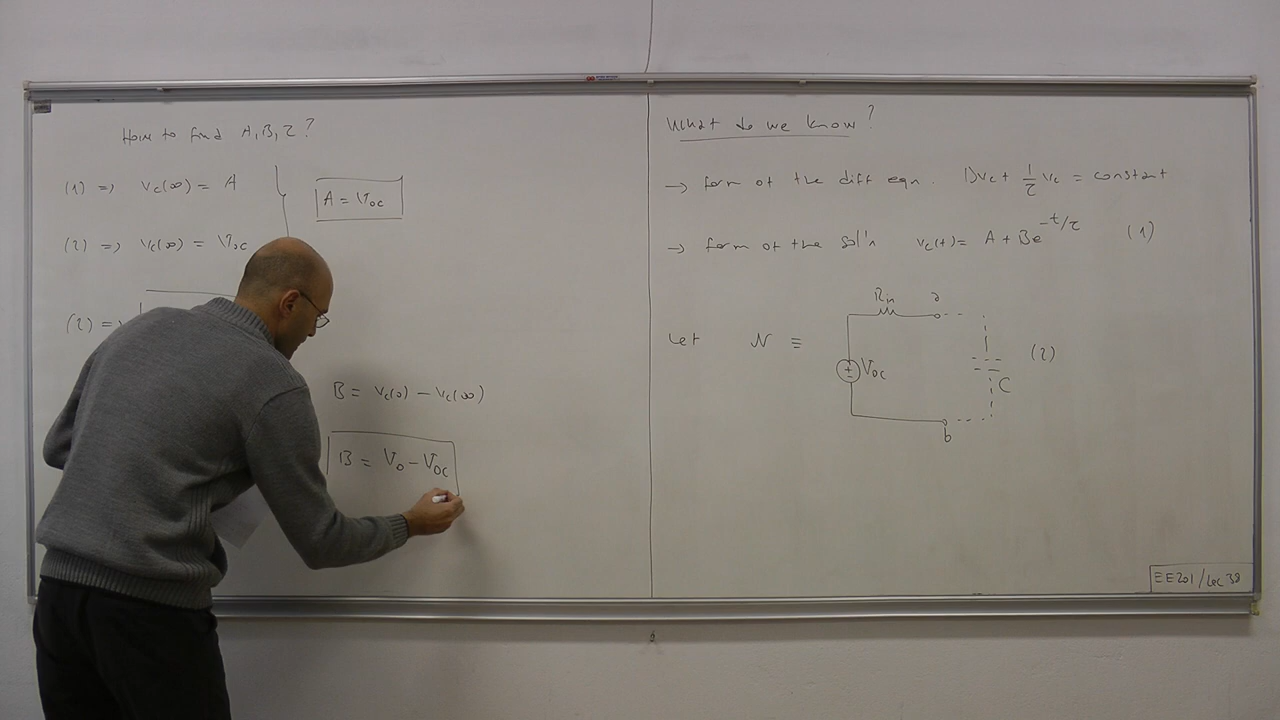 How to find A, B, τ ?
(1) => vc(∞) = A
A = Voc
(2) => vc(∞) = Voc
(2) =>
B = vc(0) - vc(∞)
B = Vo - Voc
What do we know?
-> form of the diff eqn. Dvc + 1/τ vc = constant
-> form of the sol'n vc(t) = A + Be^-t/τ (1)
Let N ≡
Rin a
Voc
C
(2)
b
EE201/Lec 38